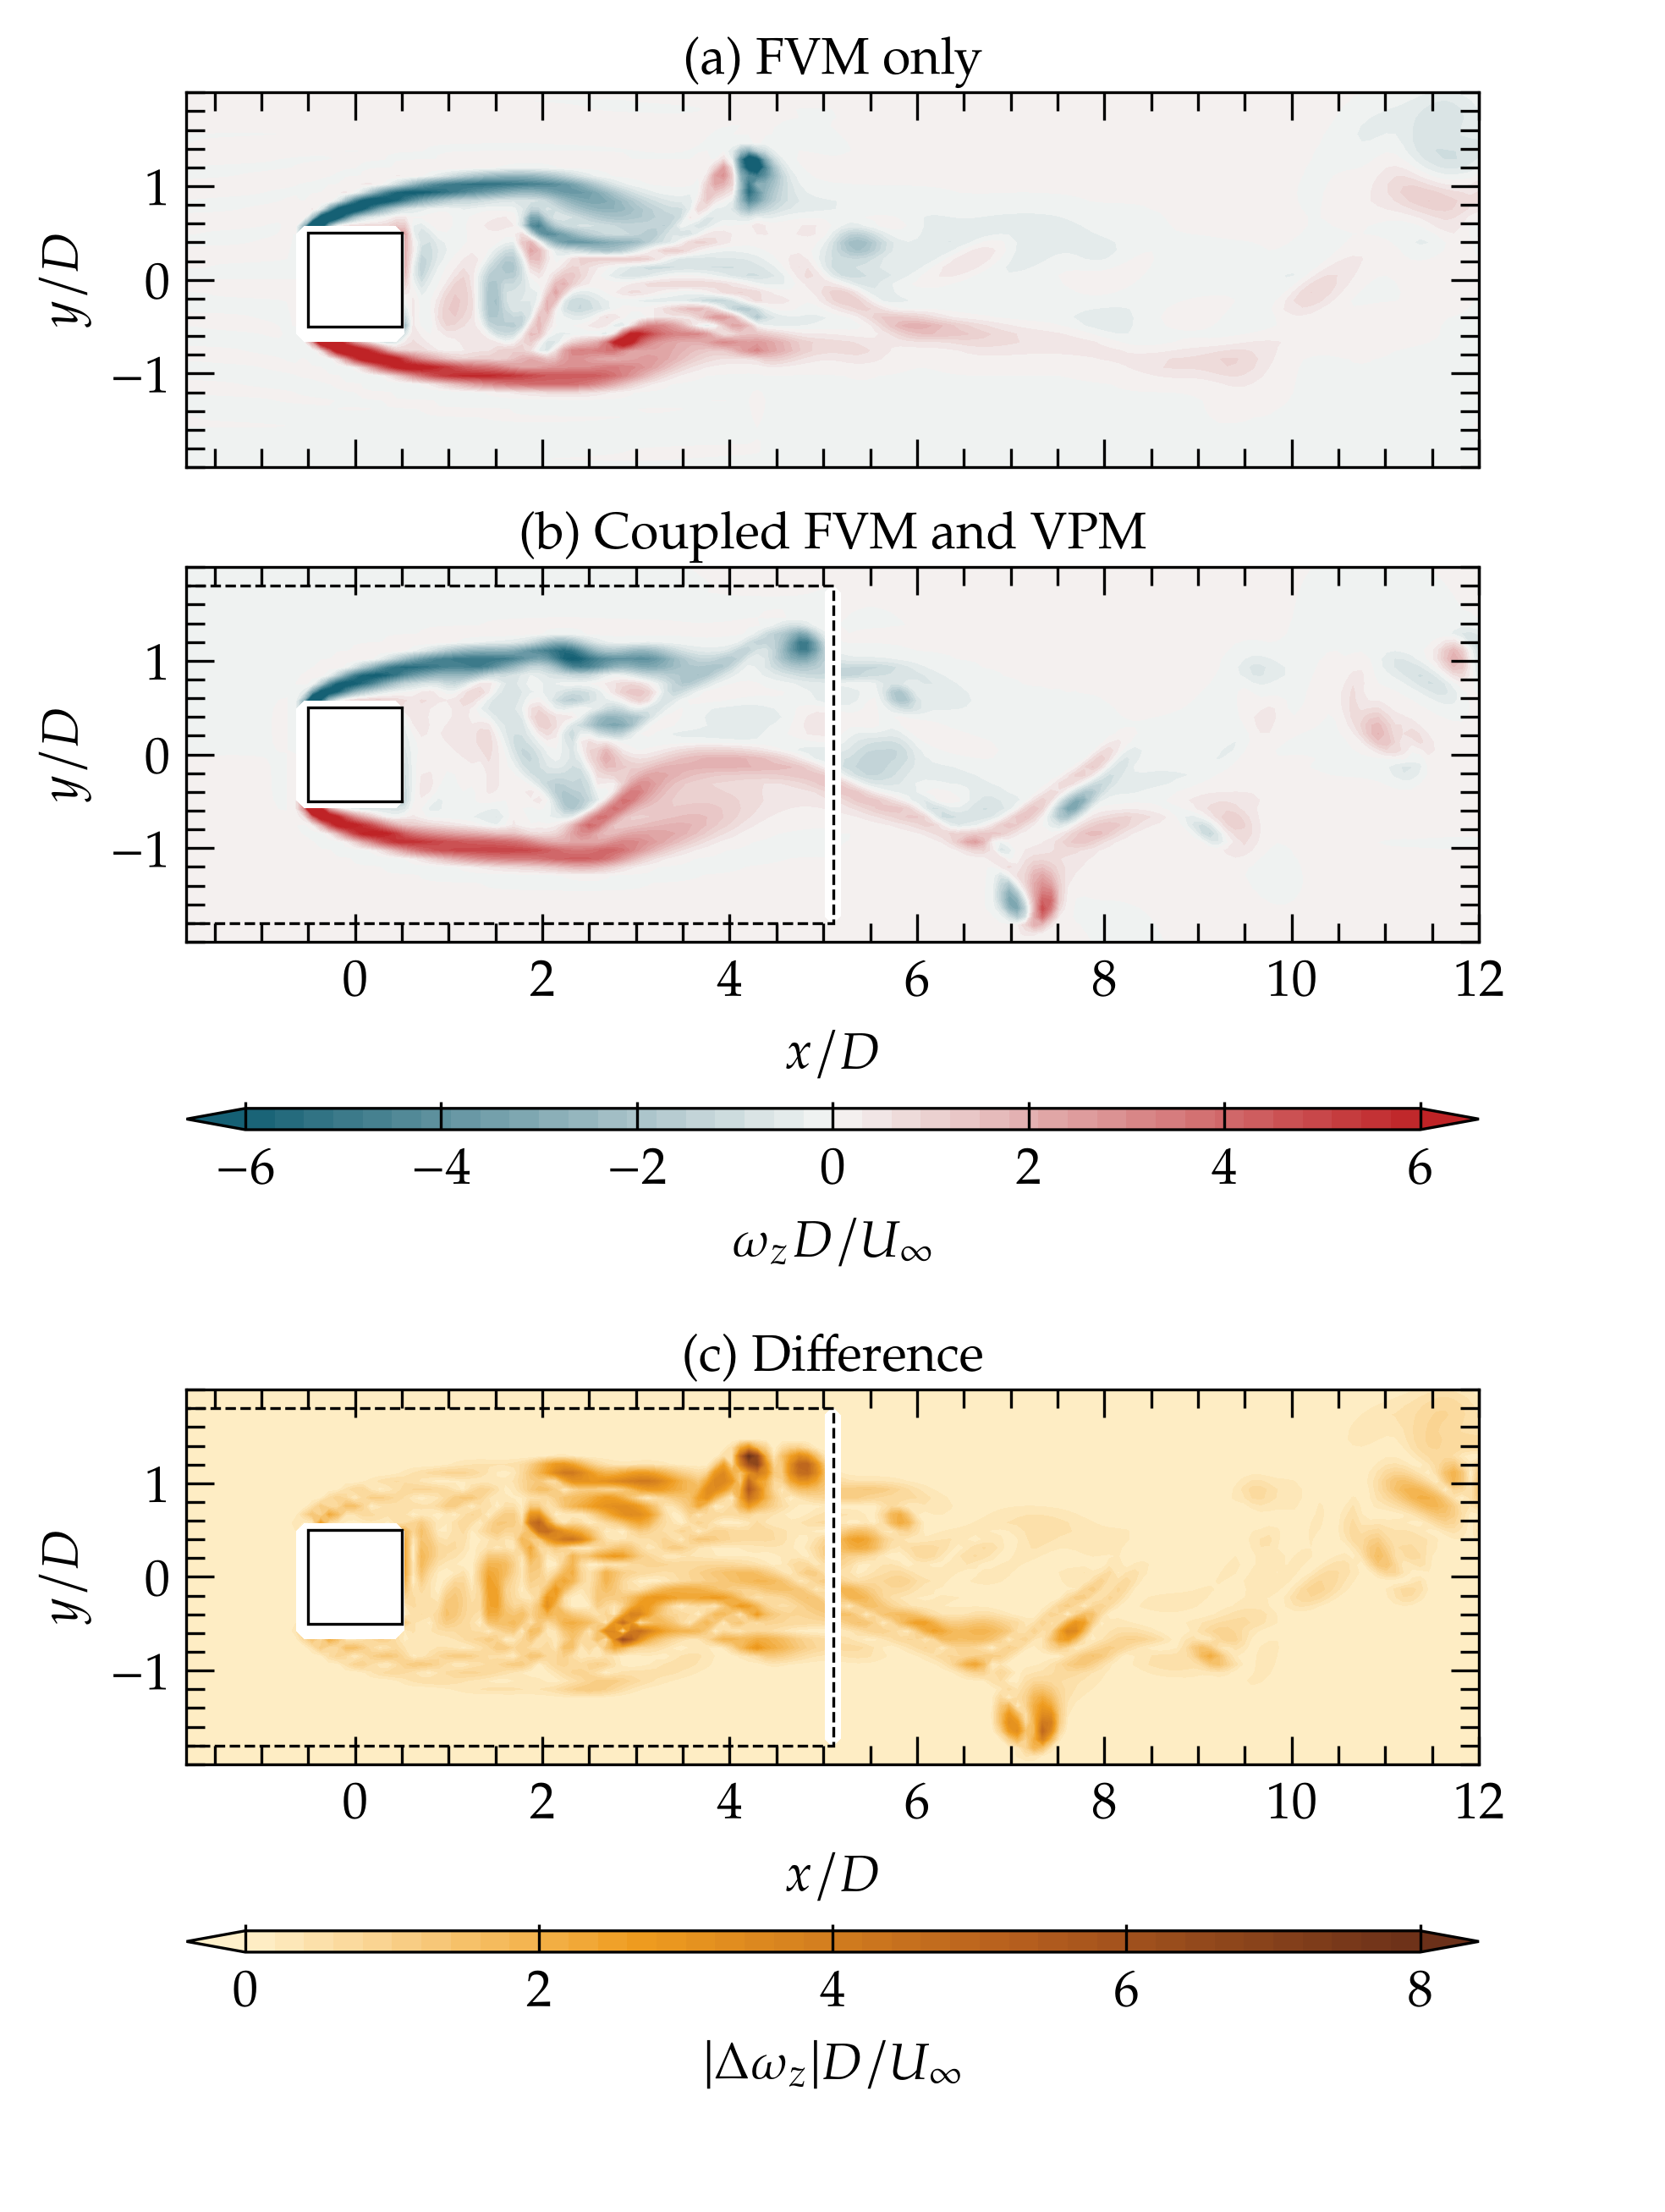 (a) FVM only
y/D
1
0
−1
(b) Coupled FVM and VPM
y/D
1
0
−1
0 2 4 6 8 10 12
x/D
−6 −4 −2 0 2 4 6
ω_z D/U_∞
(c) Difference
y/D
1
0
−1
0 2 4 6 8 10 12
x/D
0 2 4 6 8
|Δω_z|D/U_∞